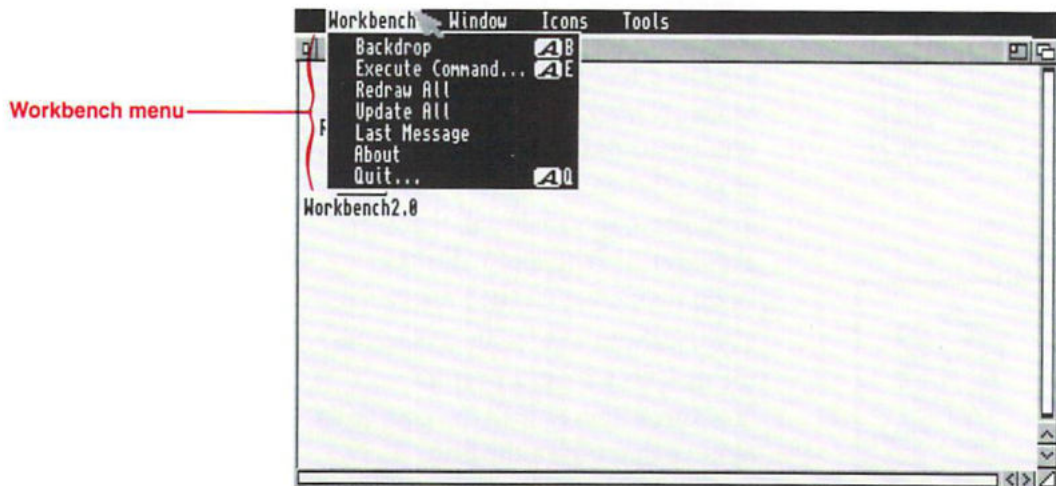 Workbench Window Icons Tools
Backdrop A B
Execute Command... A E
Redraw All
Update All
Workbench menu
Last Message
About
Quit... A Q
Workbench2.0